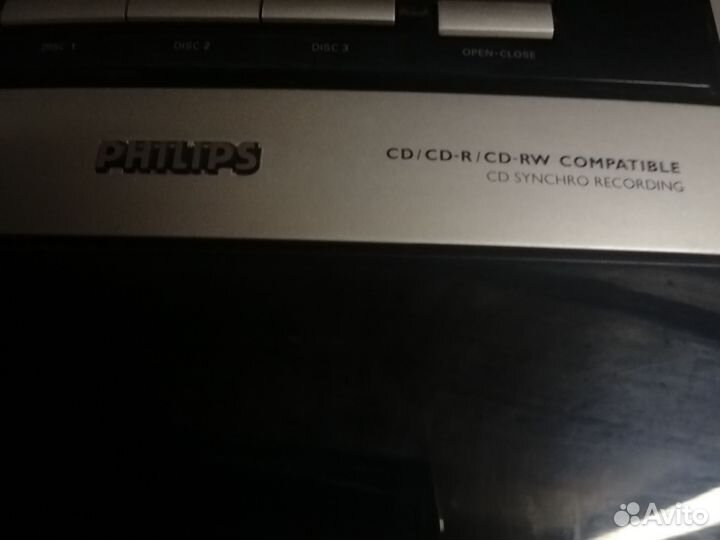 DISC 1 DISC 2 DISC 3 OPEN•CLOSE
PHILIPS CD/CD-R/CD-RW COMPATIBLE
CD SYNCHRO RECORDING
Avito